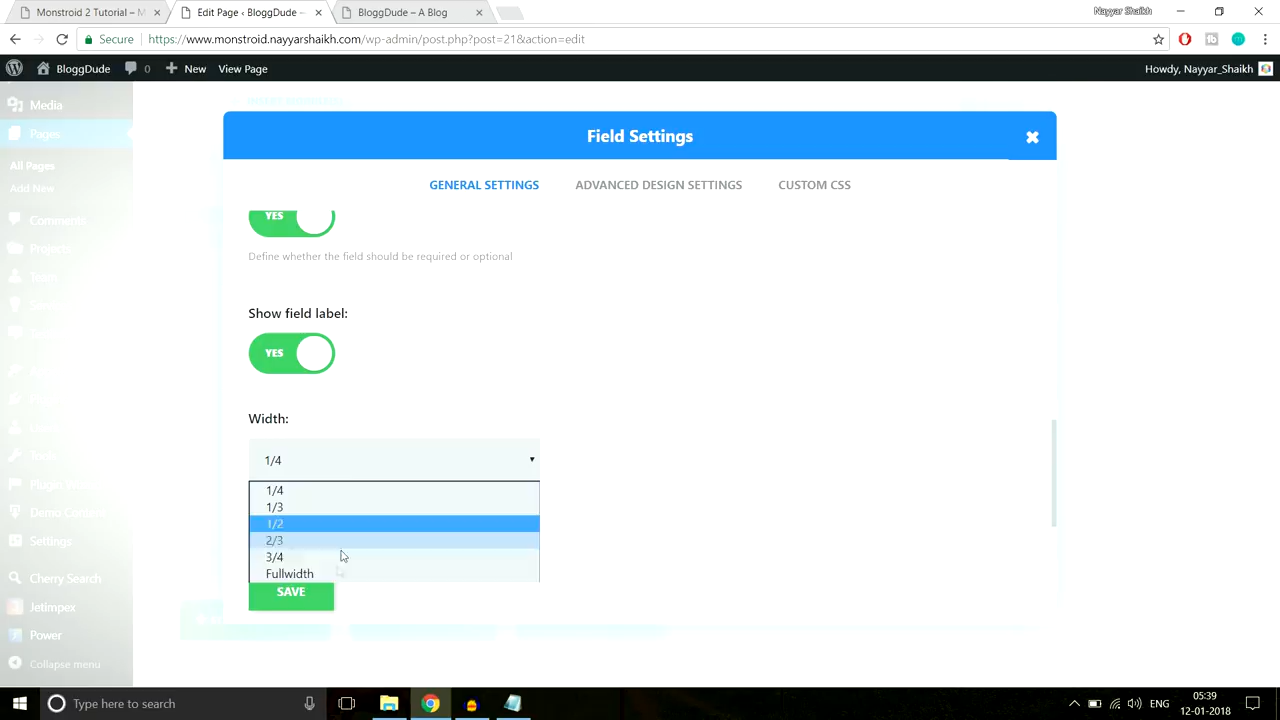 Monstroid 2 Tutorial – M
Edit Page ‹ BloggDude —
BloggDude – A Blog
Nayyar Shaikh
Secure
https://www.monstroid.nayyarshaikh.com/wp-admin/post.php?post=21&action=edit
BloggDude
0
New
View Page
Howdy, Nayyar_Shaikh
Media
Pages
All Pages
Add New
Comments
Projects
Settings
Cherry Search
Jetimpex
Power
Collapse menu
Field Settings
GENERAL SETTINGS
ADVANCED DESIGN SETTINGS
CUSTOM CSS
YES
Define whether the field should be required or optional
Show field label:
YES
Width:
1/4
1/4
1/3
1/2
2/3
3/4
Fullwidth
SAVE
Type here to search
ENG
05:39
12-01-2018